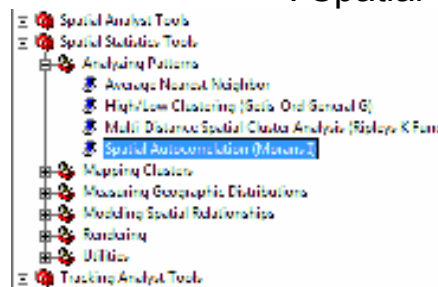 : Spatial
Spatial Analyst Tools
Spatial Statistics Tools
Analyzing Patterns
Average Nearest Neighbor
High/Low Clustering (Getis-Ord General G)
Multi-Distance Spatial Cluster Analysis (Ripleys K Fun
Spatial Autocorrelation (Morans I)
Mapping Clusters
Measuring Geographic Distributions
Modeling Spatial Relationships
Rendering
Utilities
Tracking Analyst Tools